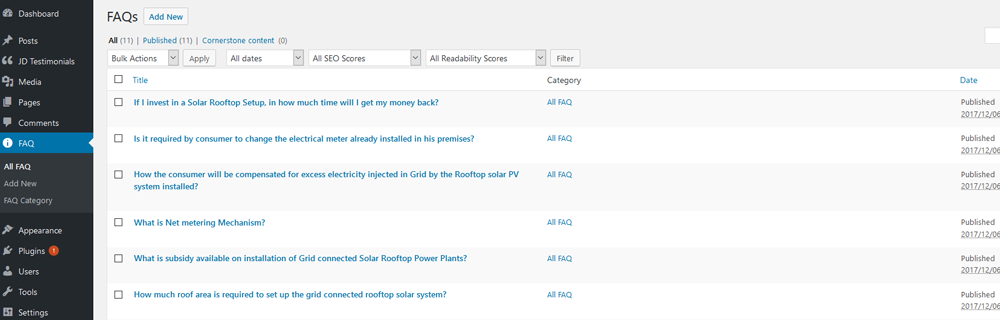 Dashboard
Posts
JD Testimonials
Media
Pages
Comments
FAQ
All FAQ
Add New
FAQ Category
Appearance
Plugins 1
Users
Tools
Settings
FAQs Add New
All (11) | Published (11) | Cornerstone content (0)
Bulk Actions Apply All dates All SEO Scores All Readability Scores Filter
Title Category Date
If I invest in a Solar Rooftop Setup, in how much time will I get my money back? All FAQ Published
2017/12/06
Is it required by consumer to change the electrical meter already installed in his premises? All FAQ Published
2017/12/06
How the consumer will be compensated for excess electricity injected in Grid by the Rooftop solar PV All FAQ Published
system installed? 2017/12/06
What is Net metering Mechanism? All FAQ Published
2017/12/06
What is subsidy available on installation of Grid connected Solar Rooftop Power Plants? All FAQ Published
2017/12/06
How much roof area is required to set up the grid connected rooftop solar system? All FAQ Published
2017/12/06